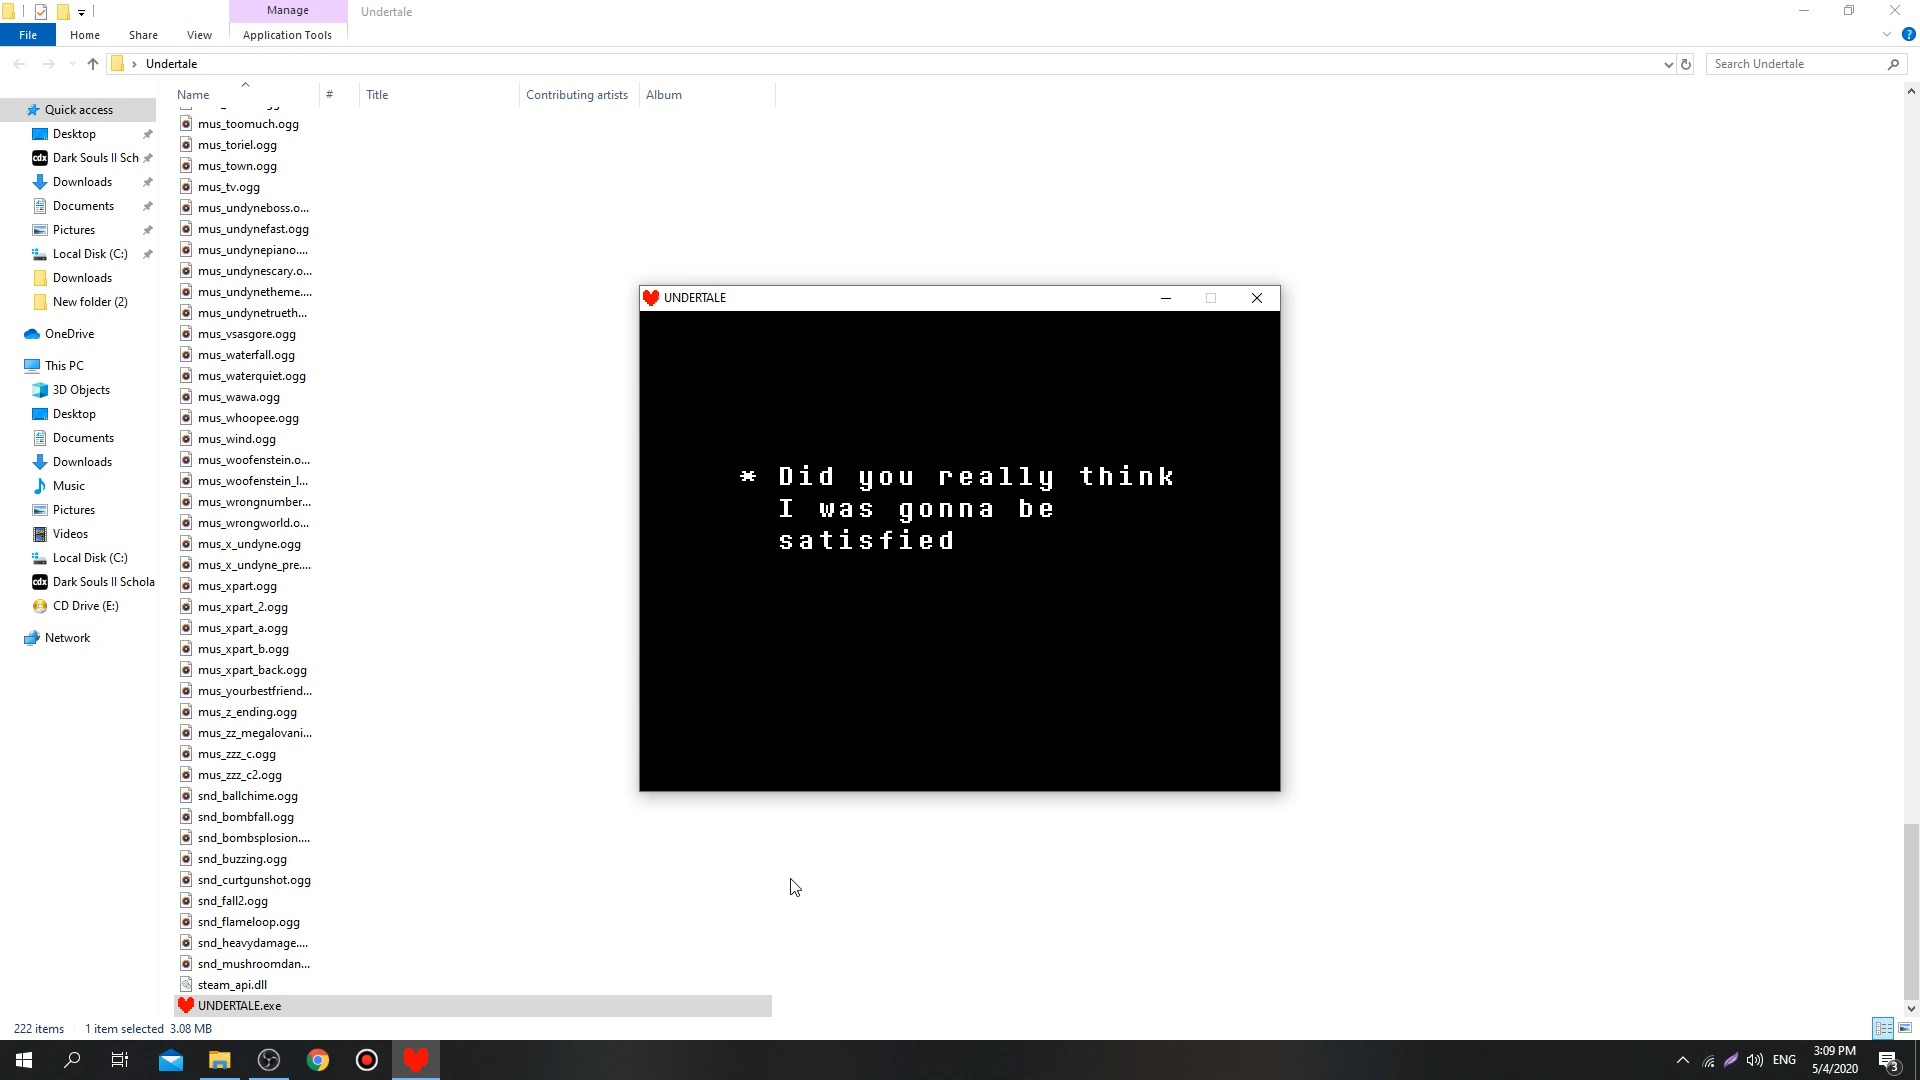 Manage
Undertale
File
Home
Share
View
Application Tools
Undertale
Search Undertale
Name
#
Title
Contributing artists
Album
Quick access
Desktop
Dark Souls II Sch
Downloads
Documents
Pictures
Local Disk (C:)
Downloads
New folder (2)
OneDrive
This PC
3D Objects
Desktop
Documents
Downloads
Music
Pictures
Videos
Local Disk (C:)
Dark Souls II Schola
CD Drive (E:)
Network
mus_toomuch.ogg
mus_toriel.ogg
mus_town.ogg
mus_tv.ogg
mus_undyneboss.o...
mus_undynefast.ogg
mus_undynepiano....
mus_undynescary.o...
mus_undynetheme....
mus_undynetrueth...
mus_vsasgore.ogg
mus_waterfall.ogg
mus_waterquiet.ogg
mus_wawa.ogg
mus_whoopee.ogg
mus_wind.ogg
mus_woofenstein.o...
mus_woofenstein_l...
mus_wrongnumber...
mus_wrongworld.o...
mus_x_undyne.ogg
mus_x_undyne_pre....
mus_xpart.ogg
mus_xpart_2.ogg
mus_xpart_a.ogg
mus_xpart_b.ogg
mus_xpart_back.ogg
mus_yourbestfriend...
mus_z_ending.ogg
mus_zz_megalovani...
mus_zzz_c.ogg
mus_zzz_c2.ogg
snd_ballchime.ogg
snd_bombfall.ogg
snd_bombsplosion....
snd_buzzing.ogg
snd_curtgunshot.ogg
snd_fall2.ogg
snd_flameloop.ogg
snd_heavydamage....
snd_mushroomdan...
steam_api.dll
UNDERTALE.exe
UNDERTALE
* Did you really think
I was gonna be
satisfied
222 items
1 item selected 3.08 MB
ENG
3:09 PM
5/4/2020
3